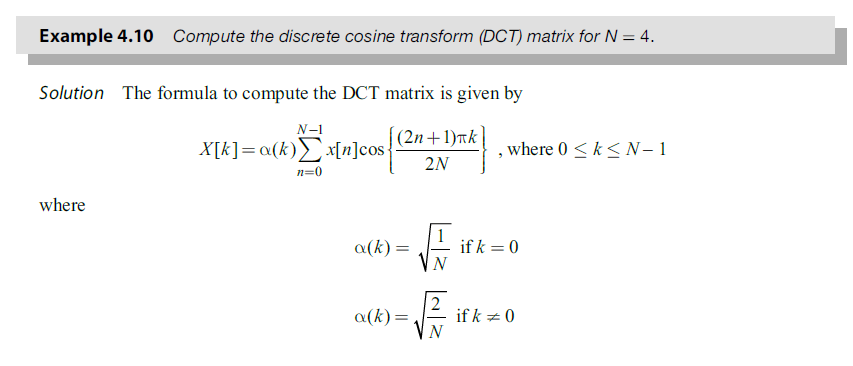 Example 4.10 Compute the discrete cosine transform (DCT) matrix for N = 4.
Solution The formula to compute the DCT matrix is given by
X[k] = α(k) ∑_{n=0}^{N−1} x[n]cos{(2n+1)πk / 2N}, where 0 ≤ k ≤ N − 1
where
α(k) = √(1/N) if k = 0
α(k) = √(2/N) if k ≠ 0